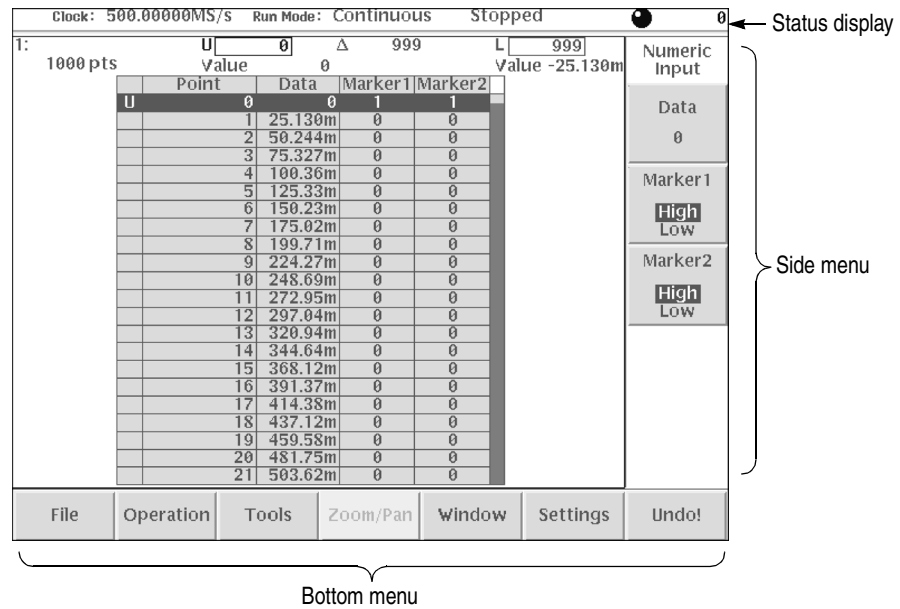 Clock: 500.00000MS/s Run Mode: Continuous Stopped 0
Status display
1: U 0 Δ 999 L 999
1000 pts Value 0 Value -25.130m
Point Data Marker1 Marker2
U 0 0 1 1
1 25.130m 0 0
2 50.244m 0 0
3 75.327m 0 0
4 100.36m 0 0
5 125.33m 0 0
6 150.23m 0 0
7 175.02m 0 0
8 199.71m 0 0
9 224.27m 0 0
10 248.69m 0 0
11 272.95m 0 0
12 297.04m 0 0
13 320.94m 0 0
14 344.64m 0 0
15 368.12m 0 0
16 391.37m 0 0
17 414.38m 0 0
18 437.12m 0 0
19 459.58m 0 0
20 481.75m 0 0
21 503.62m 0 0
Numeric
Input
Data
0
Marker1
High
Low
Marker2
High
Low
Side menu
File Operation Tools Zoom/Pan Window Settings Undo!
Bottom menu